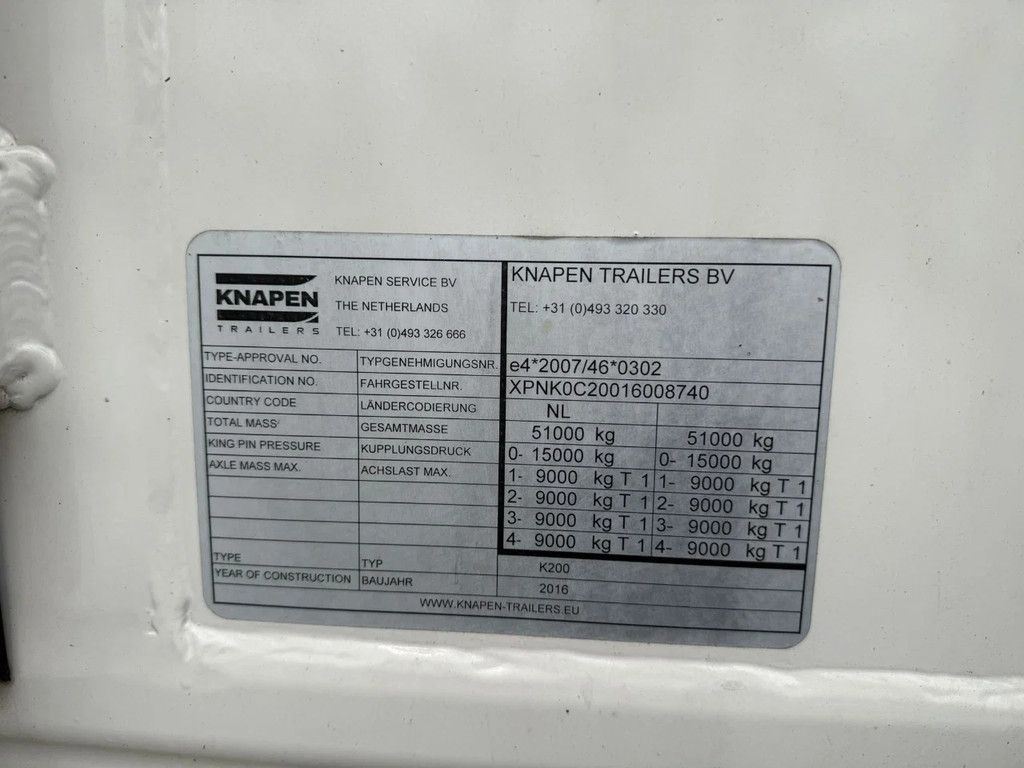 KNAPEN
TRAILERS
KNAPEN SERVICE BV
THE NETHERLANDS
TEL: +31 (0)493 326 666
KNAPEN TRAILERS BV
TEL: +31 (0)493 320 330
TYPE-APPROVAL NO. TYPGENEHMIGUNGSNR. e4*2007/46*0302
IDENTIFICATION NO. FAHRGESTELLNR. XPNK0C20016008740
COUNTRY CODE LÄNDERCODIERUNG NL
TOTAL MASS GESAMTMASSE 51000 kg 51000 kg
KING PIN PRESSURE KUPPLUNGSDRUCK 0- 15000 kg 0- 15000 kg
AXLE MASS MAX. ACHSLAST MAX. 1- 9000 kg T 1 1- 9000 kg T 1
2- 9000 kg T 1 2- 9000 kg T 1
3- 9000 kg T 1 3- 9000 kg T 1
4- 9000 kg T 1 4- 9000 kg T 1
TYPE TYP K200
YEAR OF CONSTRUCTION BAUJAHR 2016
WWW.KNAPEN-TRAILERS.EU